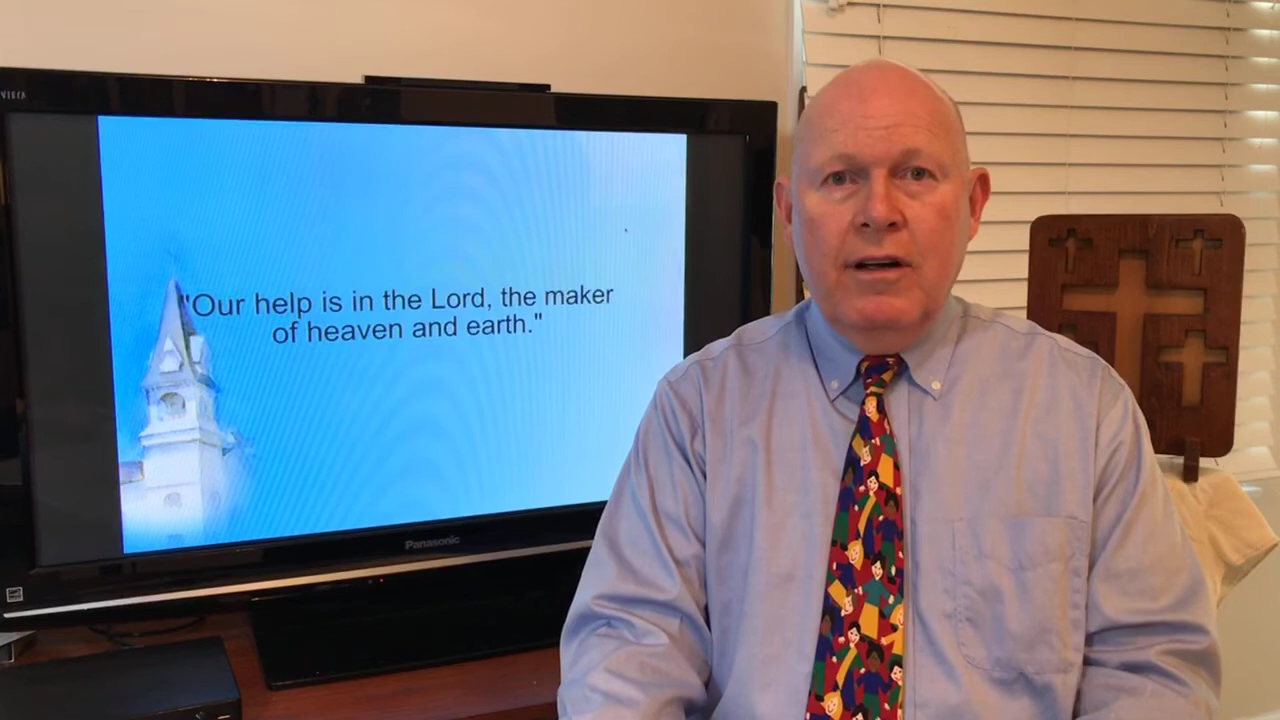 VIERA
"Our help is in the Lord, the maker
of heaven and earth."
Panasonic